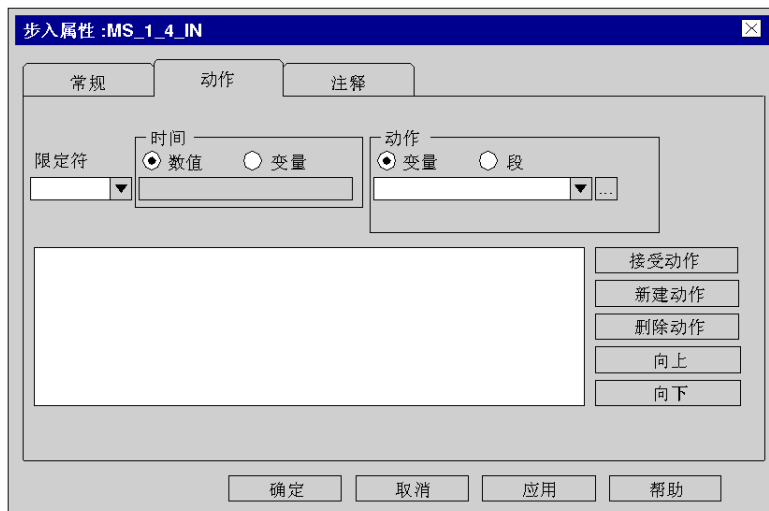 步入属性 :MS_1_4_IN
常规 动作 注释
时间 动作
限定符 数值 变量 变量 段
...
接受动作
新建动作
删除动作
向上
向下
确定 取消 应用 帮助